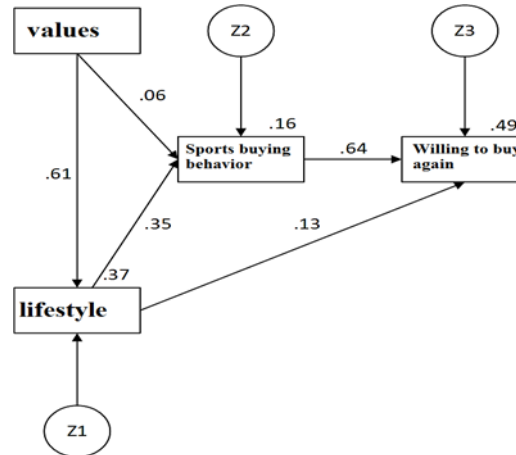 values
Z2
Z3
.06
.16
.49
Sports buying
behavior
.64
Willing to buy
again
.61
.35
.13
.37
lifestyle
Z1